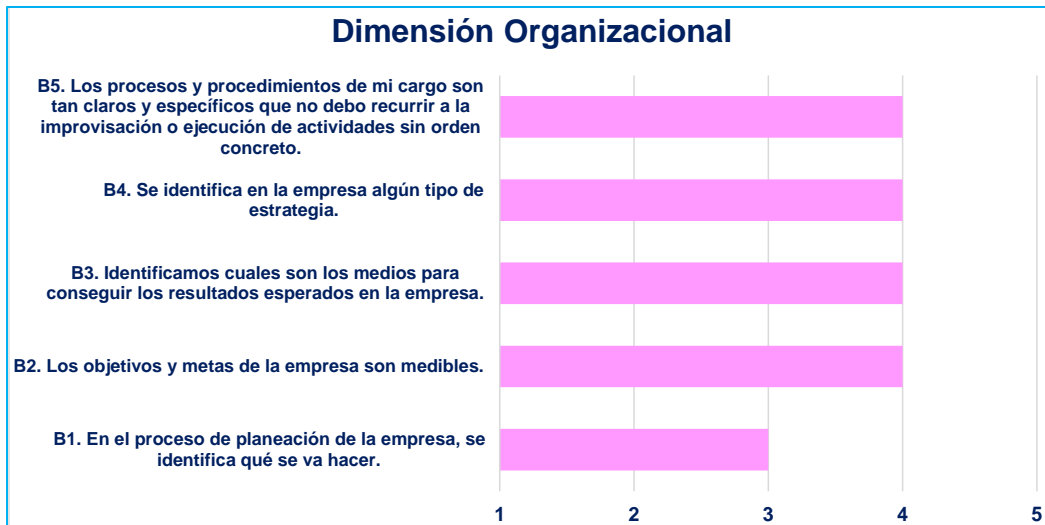 Dimensión Organizacional
B5. Los procesos y procedimientos de mi cargo son
tan claros y específicos que no debo recurrir a la
improvisación o ejecución de actividades sin orden
concreto.
B4. Se identifica en la empresa algún tipo de
estrategia.
B3. Identificamos cuales son los medios para
conseguir los resultados esperados en la empresa.
B2. Los objetivos y metas de la empresa son medibles.
B1. En el proceso de planeación de la empresa, se
identifica qué se va hacer.
1 2 3 4 5